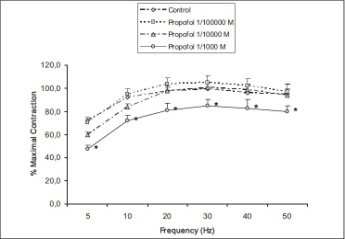 Control
Propofol 1/100000 M
Propofol 1/10000 M
Propofol 1/1000 M
% Maximal Contraction
120,0
100,0
80,0
60,0
40,0
20,0
0,0
5 10 20 30 40 50
Frequency (Hz)
* * * * * *